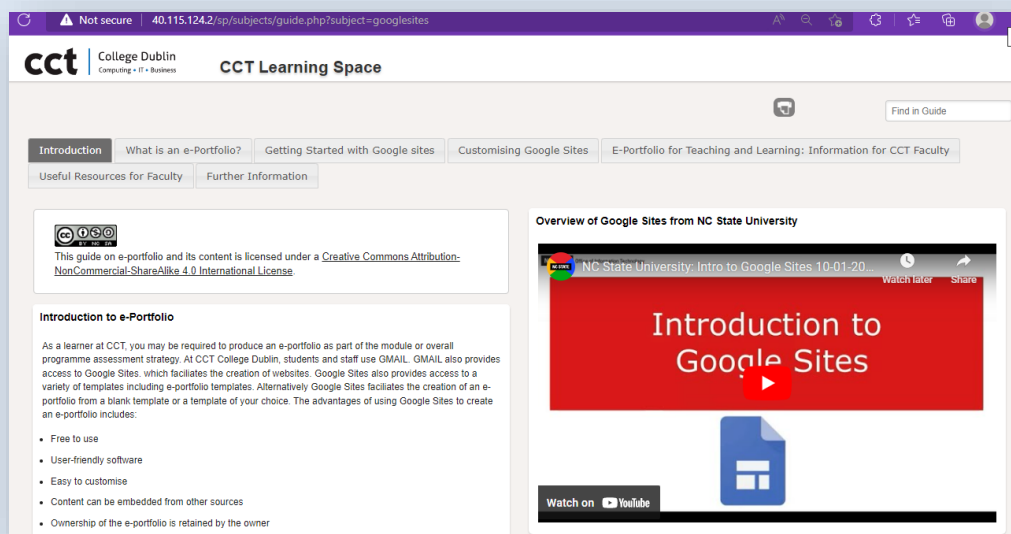 Not secure | 40.115.124.2/sp/subjects/guide.php?subject=googlesites
cct | College Dublin
Computing • IT • Business
CCT Learning Space
Find in Guide
Introduction What is an e-Portfolio? Getting Started with Google sites Customising Google Sites E-Portfolio for Teaching and Learning: Information for CCT Faculty
Useful Resources for Faculty Further Information
cc BY NC SA
This guide on e-portfolio and its content is licensed under a Creative Commons Attribution-
NonCommercial-ShareAlike 4.0 International License.
Introduction to e-Portfolio
As a learner at CCT, you may be required to produce an e-portfolio as part of the module or overall
programme assessment strategy. At CCT College Dublin, students and staff use GMAIL. GMAIL also provides
access to Google Sites. which faciliates the creation of websites. Google Sites also provides access to a
variety of templates including e-portfolio templates. Alternatively Google Sites faciliates the creation of an e-
portfolio from a blank template or a template of your choice. The advantages of using Google Sites to create
an e-portfolio includes:
• Free to use
• User-friendly software
• Easy to customise
• Content can be embedded from other sources
• Ownership of the e-portfolio is retained by the owner
Overview of Google Sites from NC State University
NC STATE
NC State University: Intro to Google Sites 10-01-20...
Watch later Share
Introduction to
Google Sites
Watch on YouTube